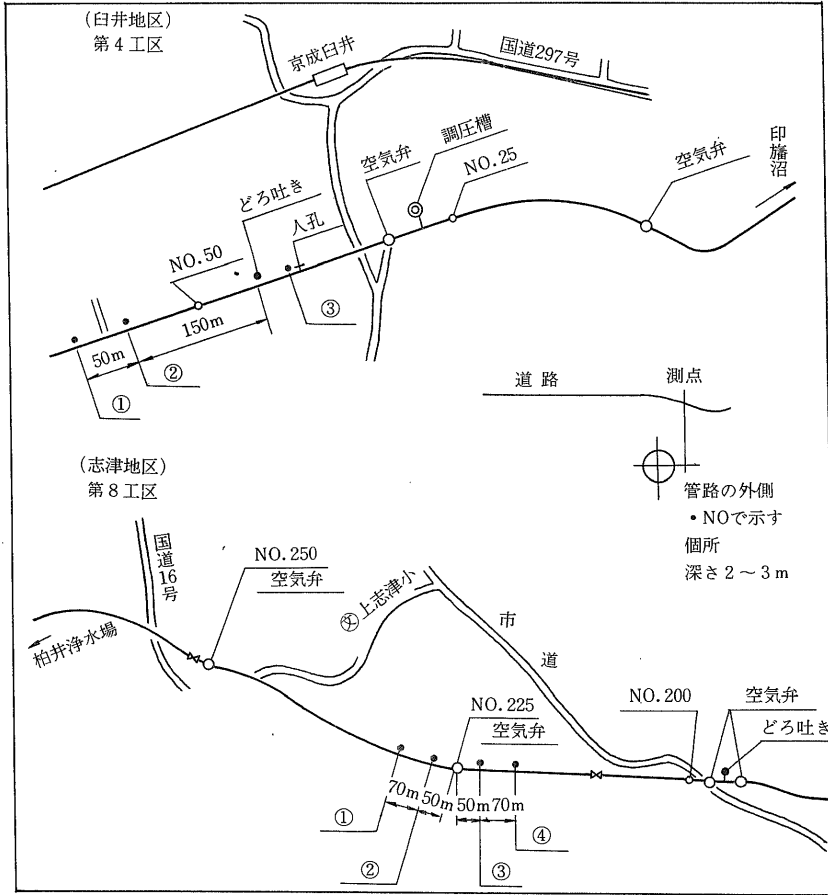 (臼井地区)
第4工区
京成臼井
国道297号
空気弁
調圧槽
NO.25
空気弁
印旛沼
どろ吐き
人孔
NO.50
③
150m
50m
②
①
道路
測点
管路の外側
•NOで示す
個所
深さ2~3m
(志津地区)
第8工区
国道16号
NO.250
空気弁
柏井浄水場
文上志津小
市道
NO.225
空気弁
NO.200
空気弁
どろ吐き
70m
50m
50m
70m
①
②
③
④